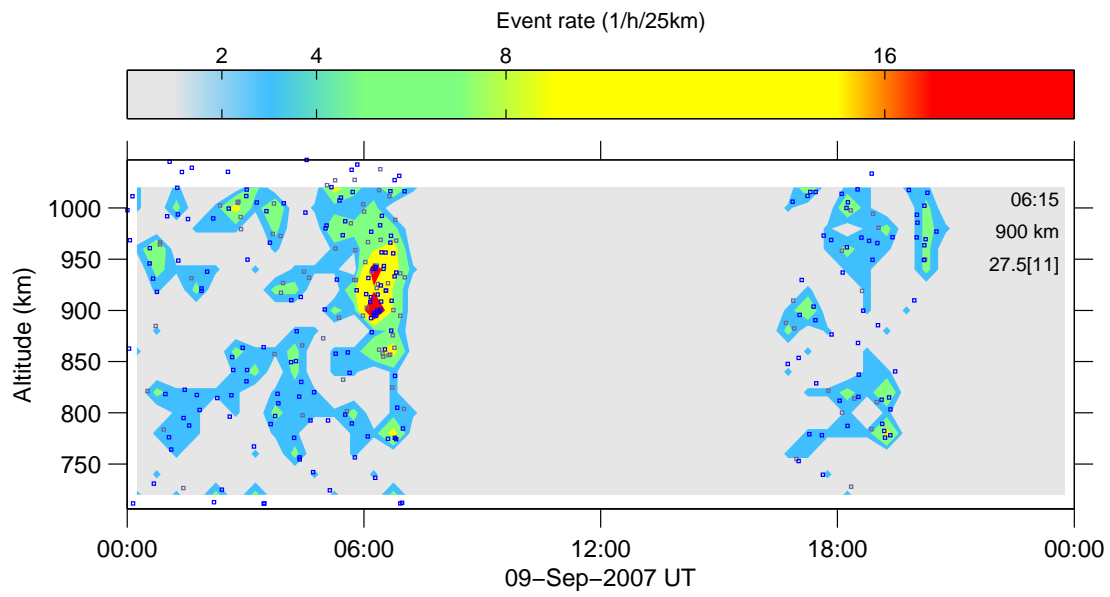 Event rate (1/h/25km)
2 4 8 16
1000
950
900
850
800
750
Altitude (km)
06:15
900 km
27.5[11]
00:00 06:00 12:00 18:00 00:00
09−Sep−2007 UT